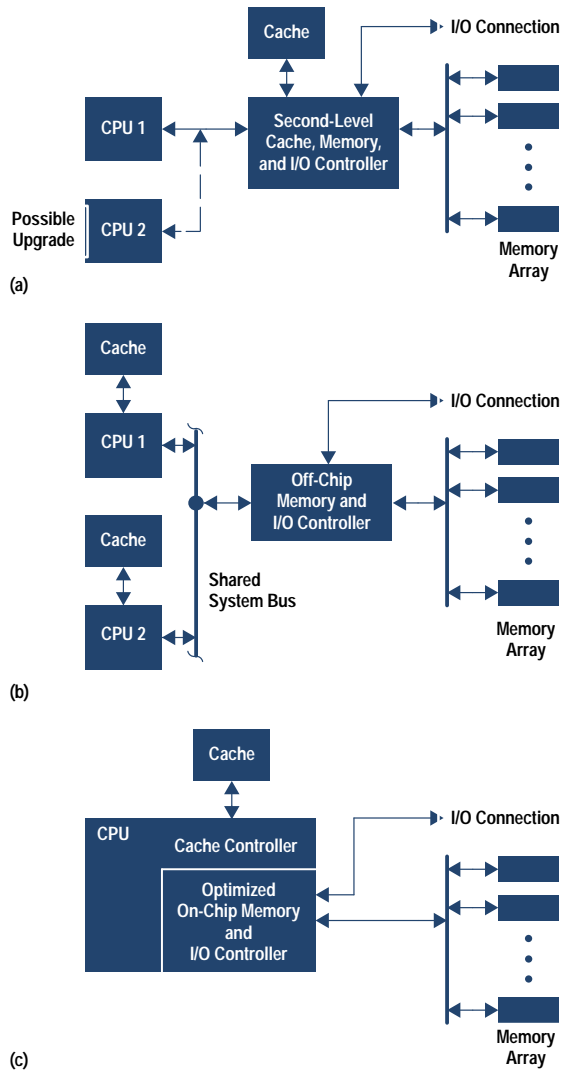 Cache
I/O Connection
CPU 1
Second-Level
Cache, Memory,
and I/O Controller
Possible
Upgrade
CPU 2
Memory
Array
(a)
Cache
I/O Connection
CPU 1
Off-Chip
Memory and
I/O Controller
Cache
Shared
System Bus
CPU 2
Memory
Array
(b)
Cache
I/O Connection
CPU
Cache Controller
Optimized
On-Chip Memory
and
I/O Controller
Memory
Array
(c)